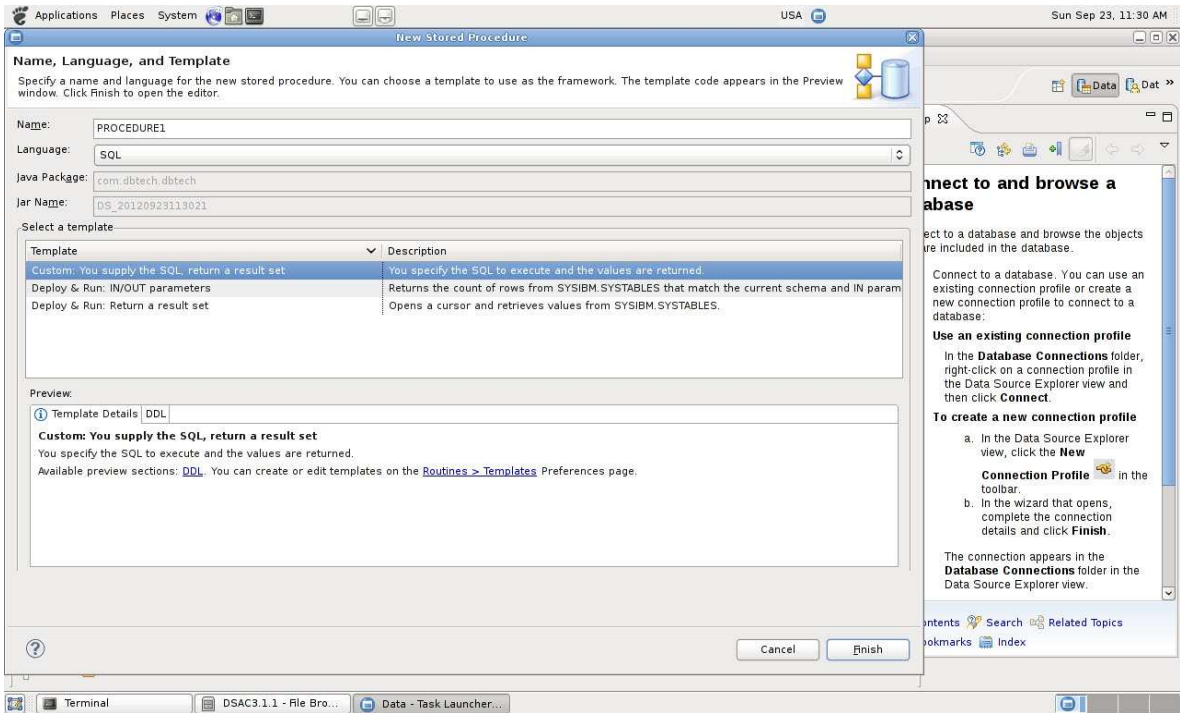 Applications Places System USA Sun Sep 23, 11:30 AM
New Stored Procedure
Name, Language, and Template
Specify a name and language for the new stored procedure. You can choose a template to use as the framework. The template code appears in the Preview
window. Click Finish to open the editor.
Name: PROCEDURE1
Language: SQL
Java Package: com.dbtech.dbtech
Jar Name: DS_20120923113021
Select a template
Template Description
Custom: You supply the SQL, return a result set You specify the SQL to execute and the values are returned.
Deploy & Run: IN/OUT parameters Returns the count of rows from SYSIBM.SYSTABLES that match the current schema and IN param
Deploy & Run: Return a result set Opens a cursor and retrieves values from SYSIBM.SYSTABLES.
Preview:
Template Details DDL
Custom: You supply the SQL, return a result set
You specify the SQL to execute and the values are returned.
Available preview sections: DDL. You can create or edit templates on the Routines > Templates Preferences page.
Cancel Finish
Data Dat »
p
nnect to and browse a
abase
ect to a database and browse the objects
are included in the database.
Connect to a database. You can use an
existing connection profile or create a
new connection profile to connect to a
database:
Use an existing connection profile
In the Database Connections folder,
right-click on a connection profile in
the Data Source Explorer view and
then click Connect.
To create a new connection profile
a. In the Data Source Explorer
view, click the New
Connection Profile in the
toolbar.
b. In the wizard that opens,
complete the connection
details and click Finish.
The connection appears in the
Database Connections folder in the
Data Source Explorer view.
ntents Search Related Topics
ookmarks Index
Terminal DSAC3.1.1 - File Bro... Data - Task Launcher...